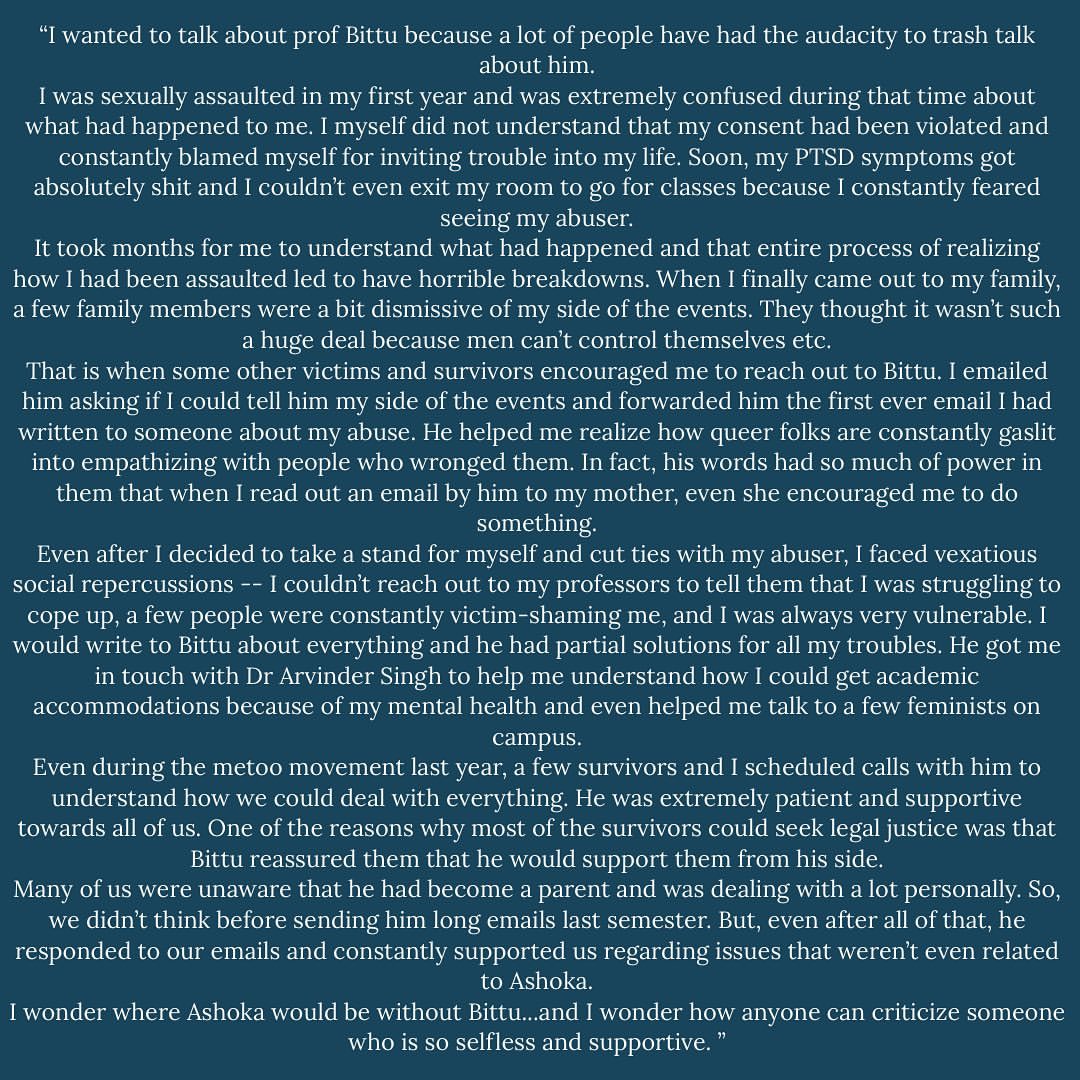 “I wanted to talk about prof Bittu because a lot of people have had the audacity to trash talk
about him.
I was sexually assaulted in my first year and was extremely confused during that time about
what had happened to me. I myself did not understand that my consent had been violated and
constantly blamed myself for inviting trouble into my life. Soon, my PTSD symptoms got
absolutely shit and I couldn’t even exit my room to go for classes because I constantly feared
seeing my abuser.
It took months for me to understand what had happened and that entire process of realizing
how I had been assaulted led to have horrible breakdowns. When I finally came out to my family,
a few family members were a bit dismissive of my side of the events. They thought it wasn’t such
a huge deal because men can’t control themselves etc.
That is when some other victims and survivors encouraged me to reach out to Bittu. I emailed
him asking if I could tell him my side of the events and forwarded him the first ever email I had
written to someone about my abuse. He helped me realize how queer folks are constantly gaslit
into empathizing with people who wronged them. In fact, his words had so much of power in
them that when I read out an email by him to my mother, even she encouraged me to do
something.
Even after I decided to take a stand for myself and cut ties with my abuser, I faced vexatious
social repercussions -- I couldn’t reach out to my professors to tell them that I was struggling to
cope up, a few people were constantly victim-shaming me, and I was always very vulnerable. I
would write to Bittu about everything and he had partial solutions for all my troubles. He got me
in touch with Dr Arvinder Singh to help me understand how I could get academic
accommodations because of my mental health and even helped me talk to a few feminists on
campus.
Even during the metoo movement last year, a few survivors and I scheduled calls with him to
understand how we could deal with everything. He was extremely patient and supportive
towards all of us. One of the reasons why most of the survivors could seek legal justice was that
Bittu reassured them that he would support them from his side.
Many of us were unaware that he had become a parent and was dealing with a lot personally. So,
we didn’t think before sending him long emails last semester. But, even after all of that, he
responded to our emails and constantly supported us regarding issues that weren’t even related
to Ashoka.
I wonder where Ashoka would be without Bittu...and I wonder how anyone can criticize someone
who is so selfless and supportive. ”